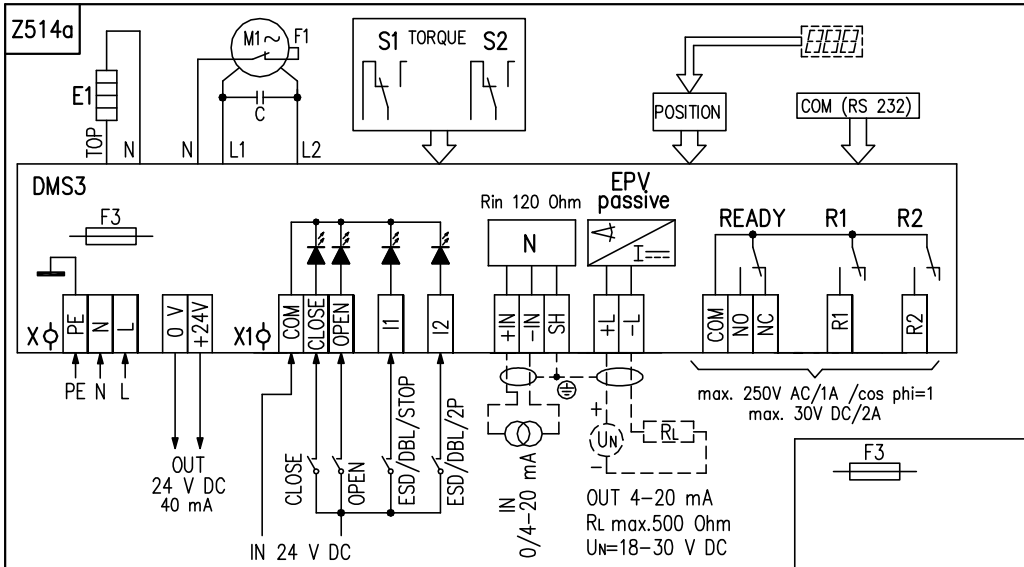 Z514a
M1~
F1
E1
C
TOP
N
N
L1
L2
S1 TORQUE S2
POSITION
COM (RS 232)
DMS3
F3
Rin 120 Ohm
N
EPV
passive
I
READY
R1
R2
X
PE
N
L
0 V
+24V
X1
COM
CLOSE
OPEN
I1
I2
+IN
-IN
SH
+L
-L
COM
NO
NC
R1
R2
PE N L
OUT
24 V DC
40 mA
CLOSE
OPEN
ESD/DBL/STOP
ESD/DBL/2P
IN 24 V DC
IN
0/4-20 mA
+
UN
-
RL
OUT 4-20 mA
RL max.500 Ohm
UN=18-30 V DC
max. 250V AC/1A /cos phi=1
max. 30V DC/2A
F3